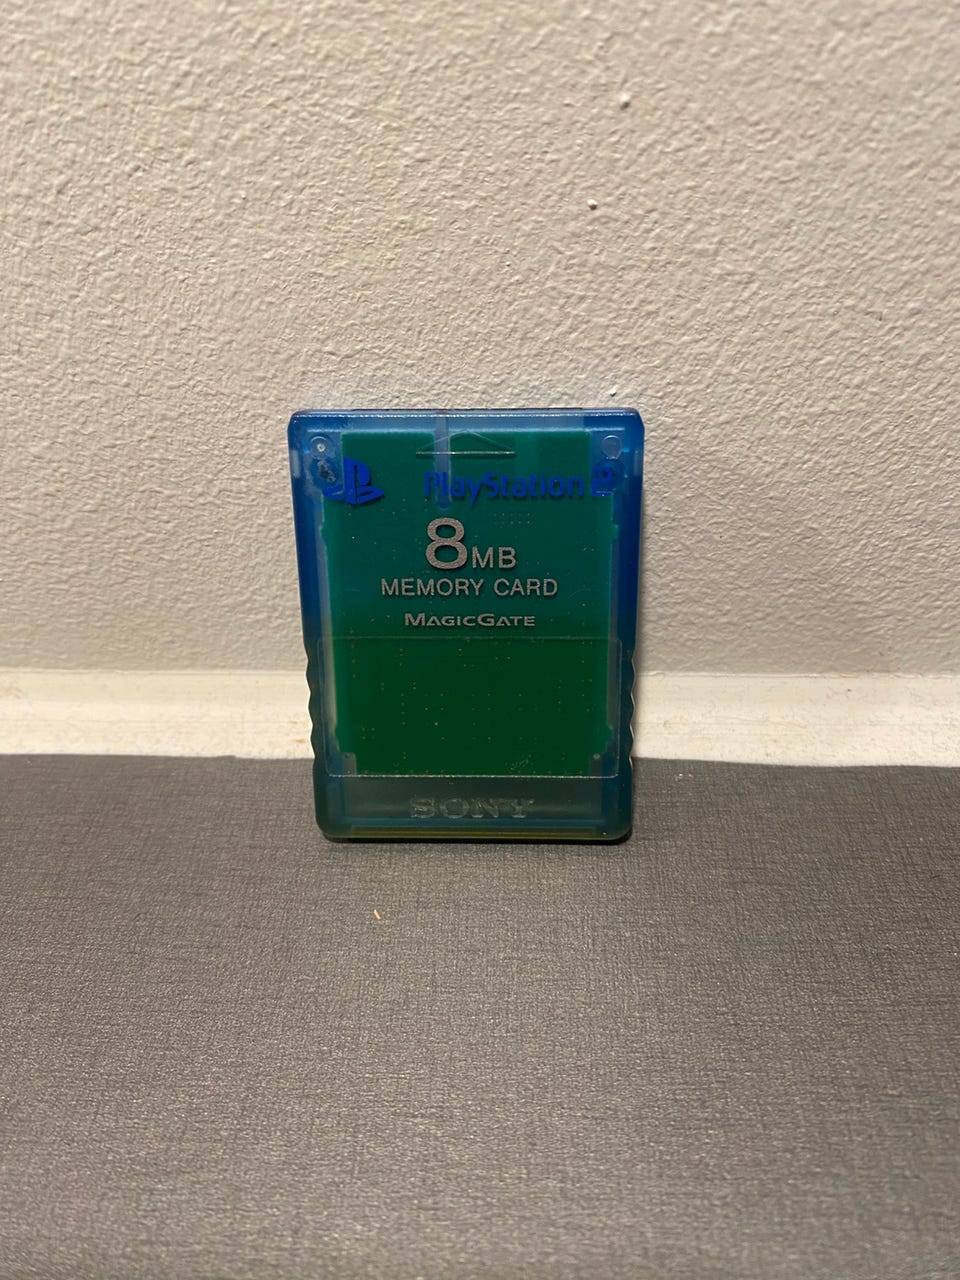 PlayStation 2
8MB
MEMORY CARD
MAGICGATE
SONY